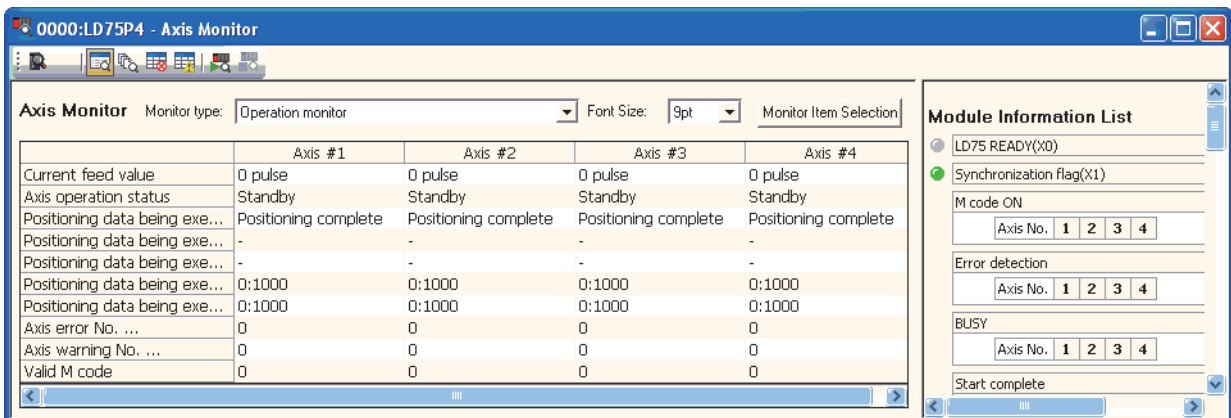 0000:LD75P4 - Axis Monitor
Axis Monitor Monitor type: Operation monitor Font Size: 9pt Monitor Item Selection
Axis #1 Axis #2 Axis #3 Axis #4
Current feed value 0 pulse 0 pulse 0 pulse 0 pulse
Axis operation status Standby Standby Standby Standby
Positioning data being exe... Positioning complete Positioning complete Positioning complete Positioning complete
Positioning data being exe... - - - -
Positioning data being exe... - - - -
Positioning data being exe... 0:1000 0:1000 0:1000 0:1000
Positioning data being exe... 0:1000 0:1000 0:1000 0:1000
Axis error No. ... 0 0 0 0
Axis warning No. ... 0 0 0 0
Valid M code 0 0 0 0
Module Information List
LD75 READY(X0)
Synchronization flag(X1)
M code ON
Axis No. 1 2 3 4
Error detection
Axis No. 1 2 3 4
BUSY
Axis No. 1 2 3 4
Start complete